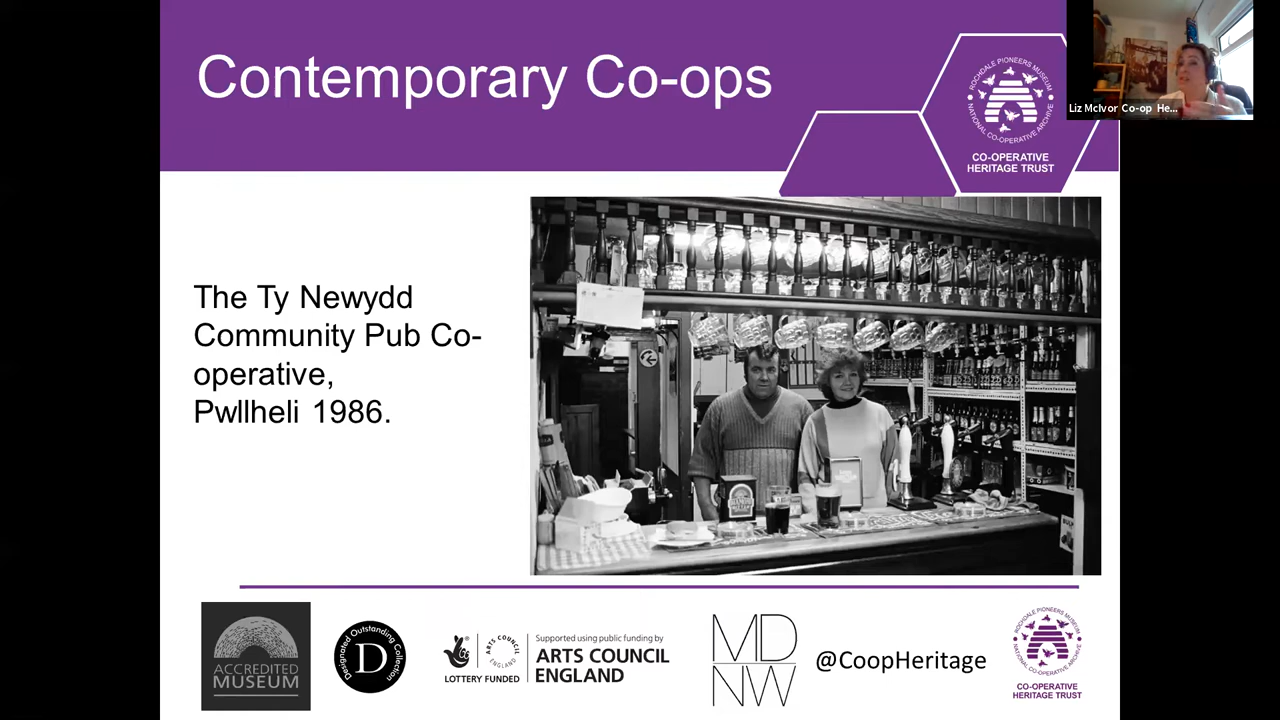 Contemporary Co-ops
ROCHDALE PIONEERS MUSEUM
NATIONAL CO-OPERATIVE ARCHIVE
CO-OPERATIVE
HERITAGE TRUST
Liz McIvor Co-op He...
The Ty Newydd
Community Pub Co-
operative,
Pwllheli 1986.
ACCREDITED
MUSEUM
Designated Outstanding Collection
D
LOTTERY FUNDED
ARTS COUNCIL
ENGLAND
Supported using public funding by
ARTS COUNCIL
ENGLAND
MD
NW
@CoopHeritage
ROCHDALE PIONEERS MUSEUM
NATIONAL CO-OPERATIVE ARCHIVE
CO-OPERATIVE
HERITAGE TRUST